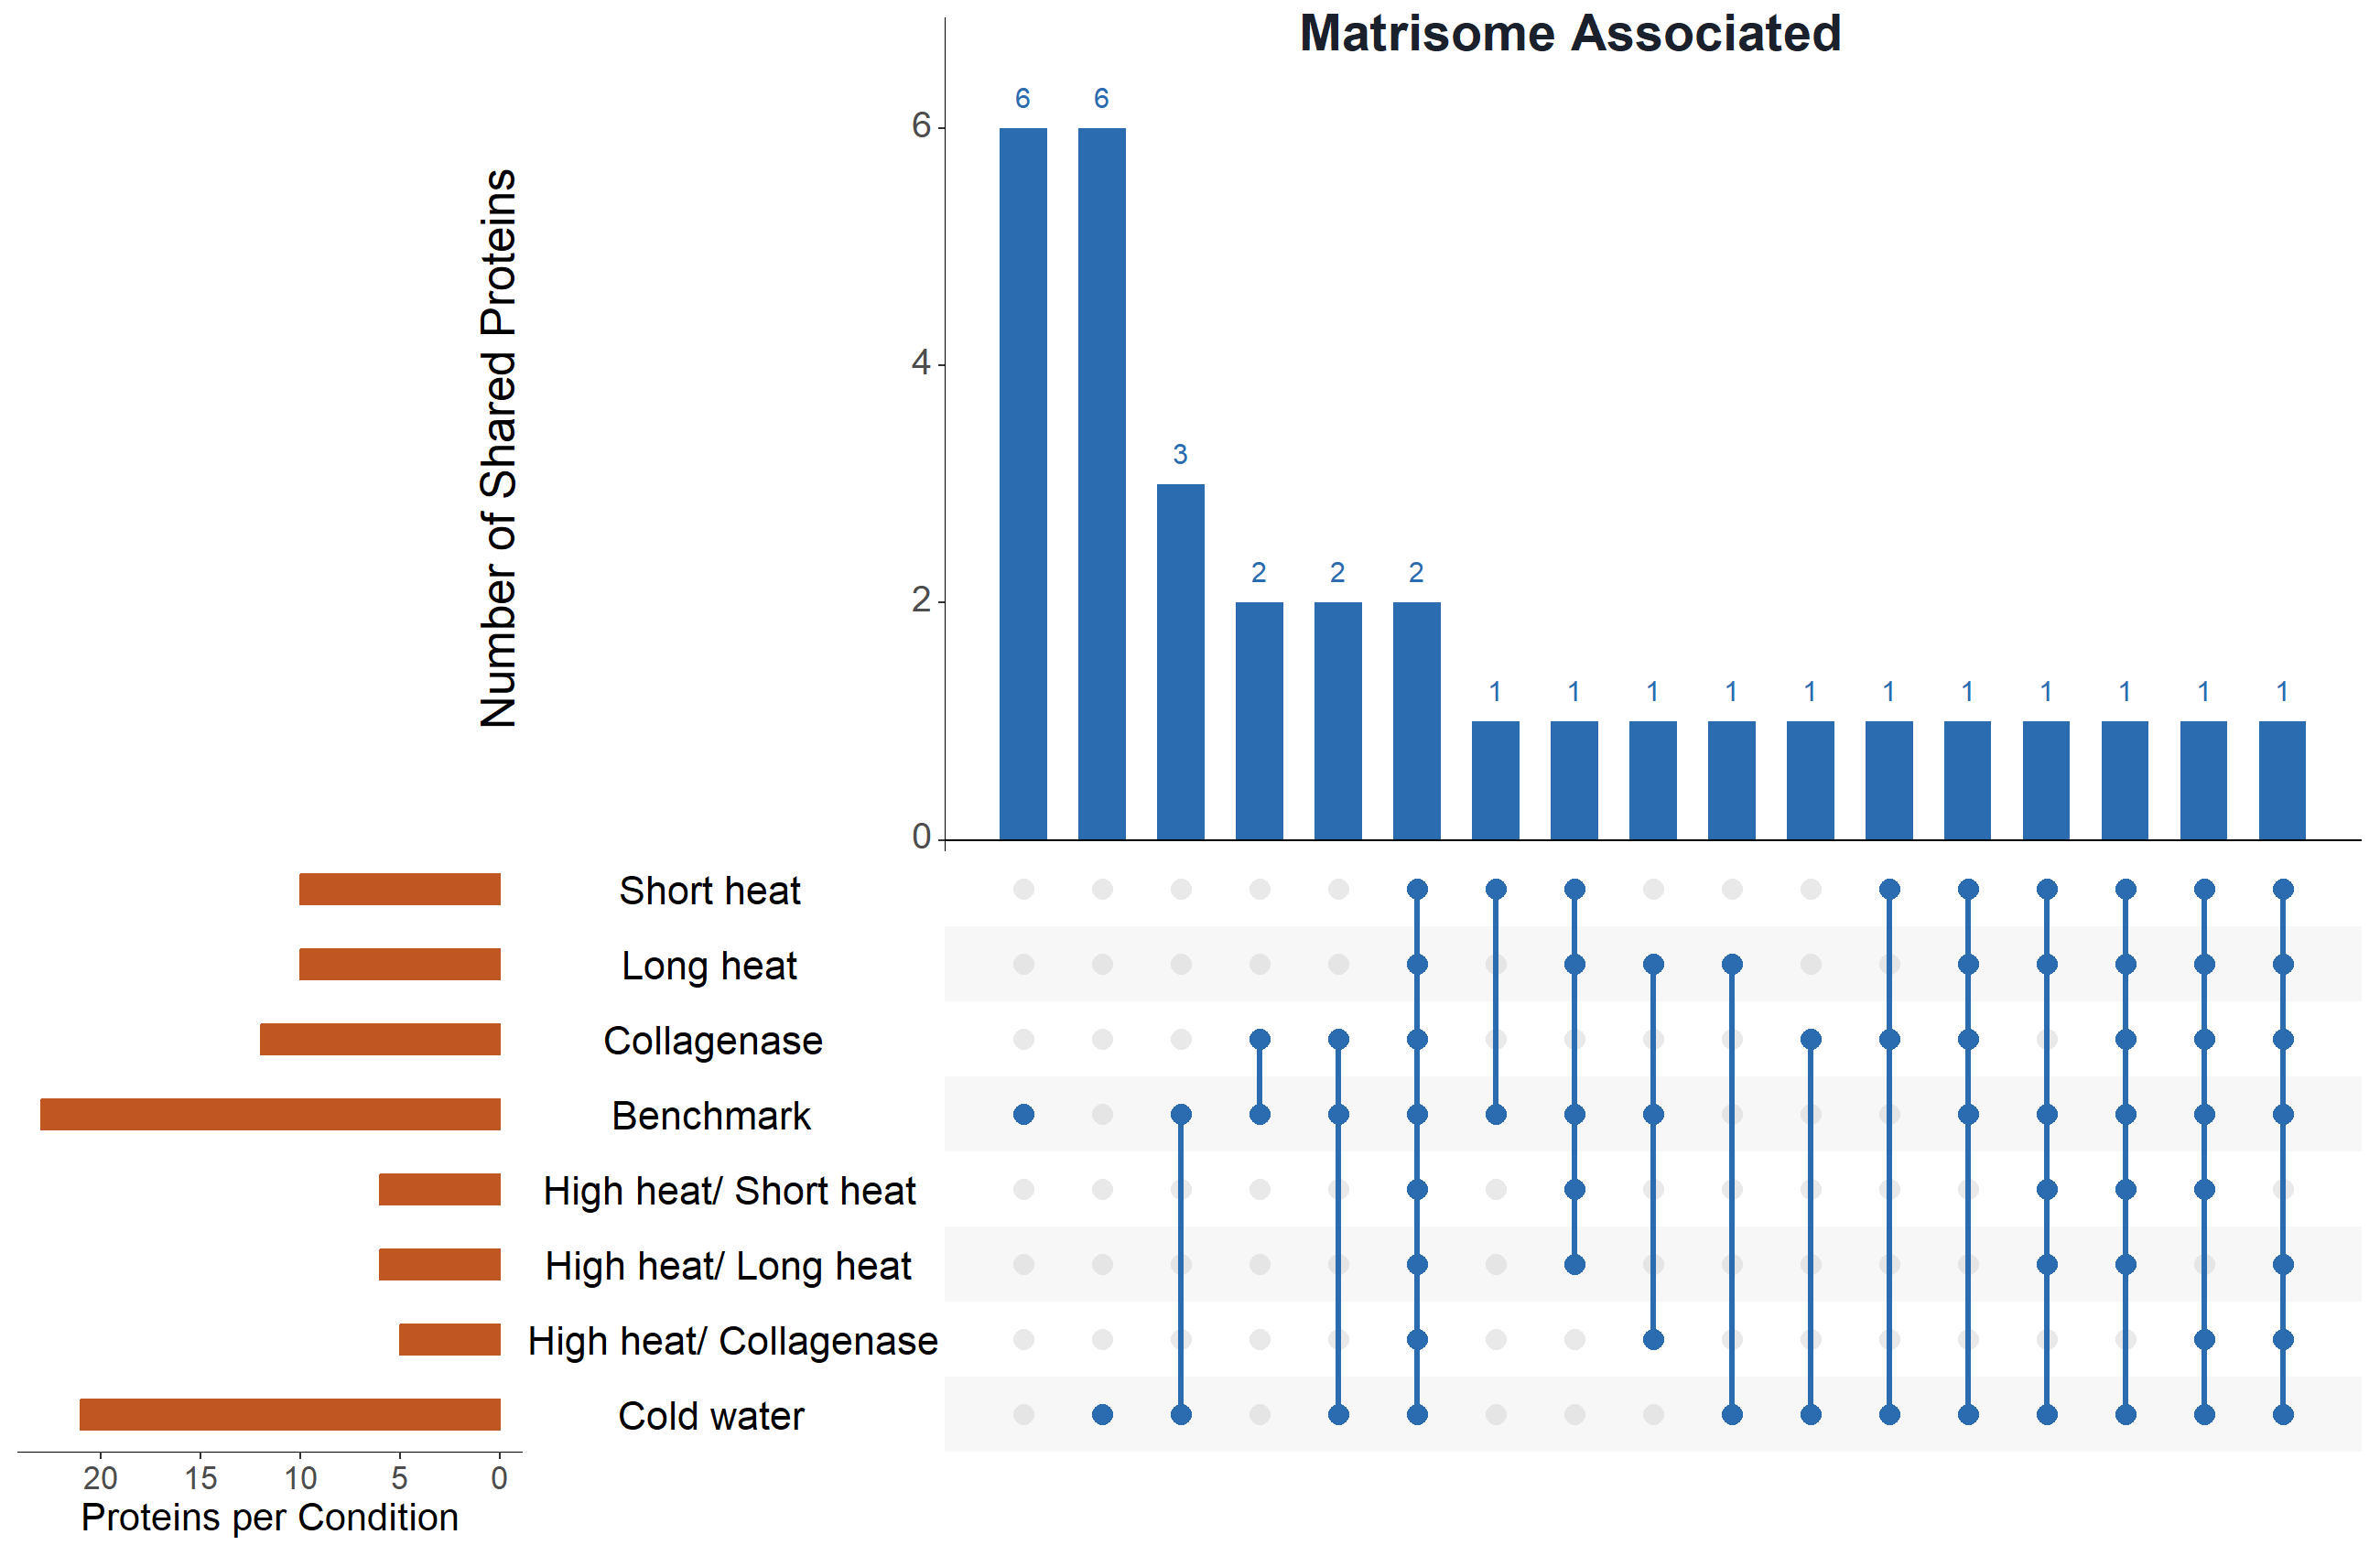 Matrisome Associated
Number of Shared Proteins
6
4
2
0
6 6 3 2 2 2 1 1 1 1 1 1 1 1 1 1 1
Short heat
Long heat
Collagenase
Benchmark
High heat/ Short heat
High heat/ Long heat
High heat/ Collagenase
Cold water
20 15 10 5 0
Proteins per Condition